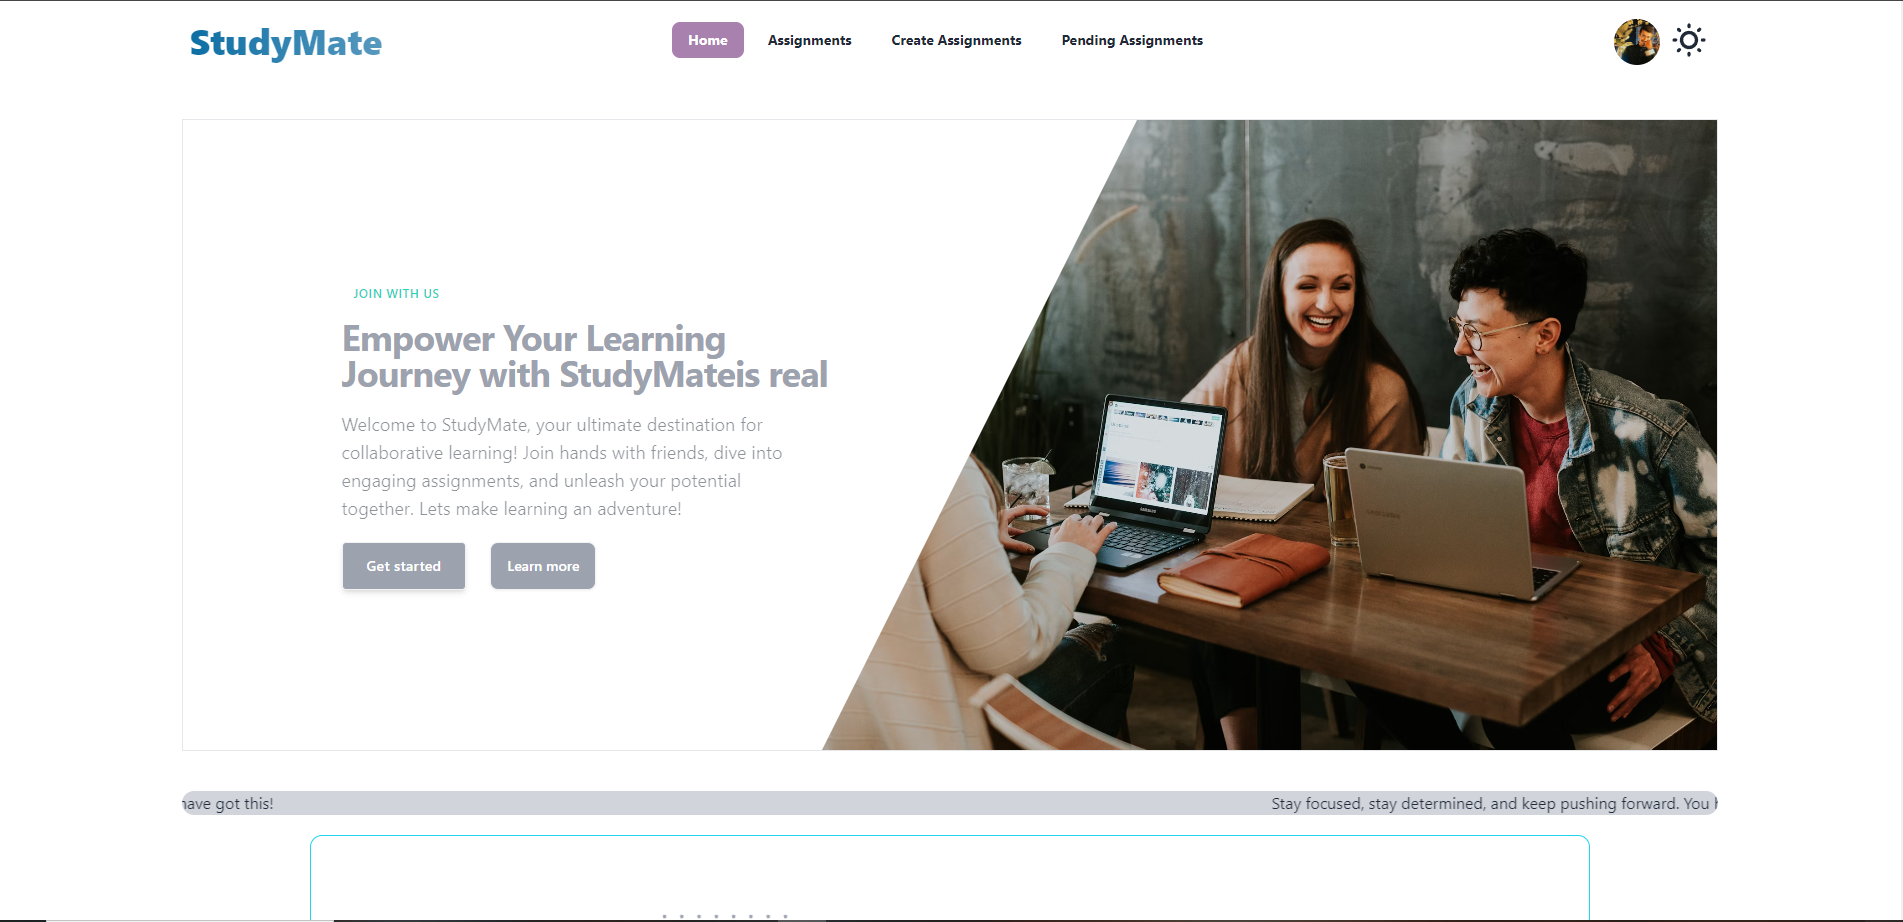 StudyMate
Home
Assignments
Create Assignments
Pending Assignments
JOIN WITH US
Empower Your Learning
Journey with StudyMateis real
Welcome to StudyMate, your ultimate destination for
collaborative learning! Join hands with friends, dive into
engaging assignments, and unleash your potential
together. Lets make learning an adventure!
Get started
Learn more
SAMSUNG
have got this!
Stay focused, stay determined, and keep pushing forward. You h